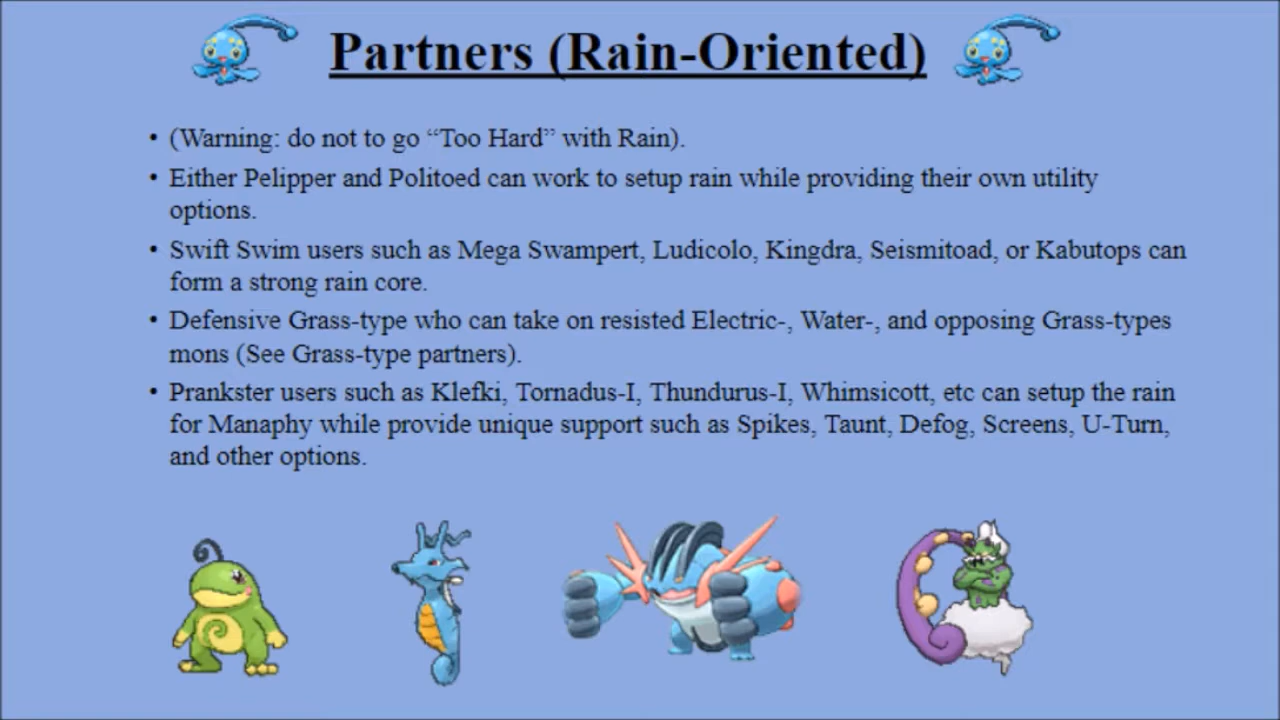 Partners (Rain-Oriented)
• (Warning: do not to go “Too Hard” with Rain).
• Either Pelipper and Politoed can work to setup rain while providing their own utility
options.
• Swift Swim users such as Mega Swampert, Ludicolo, Kingdra, Seismitoad, or Kabutops can
form a strong rain core.
• Defensive Grass-type who can take on resisted Electric-, Water-, and opposing Grass-types
mons (See Grass-type partners).
• Prankster users such as Klefki, Tornadus-I, Thundurus-I, Whimsicott, etc can setup the rain
for Manaphy while provide unique support such as Spikes, Taunt, Defog, Screens, U-Turn,
and other options.